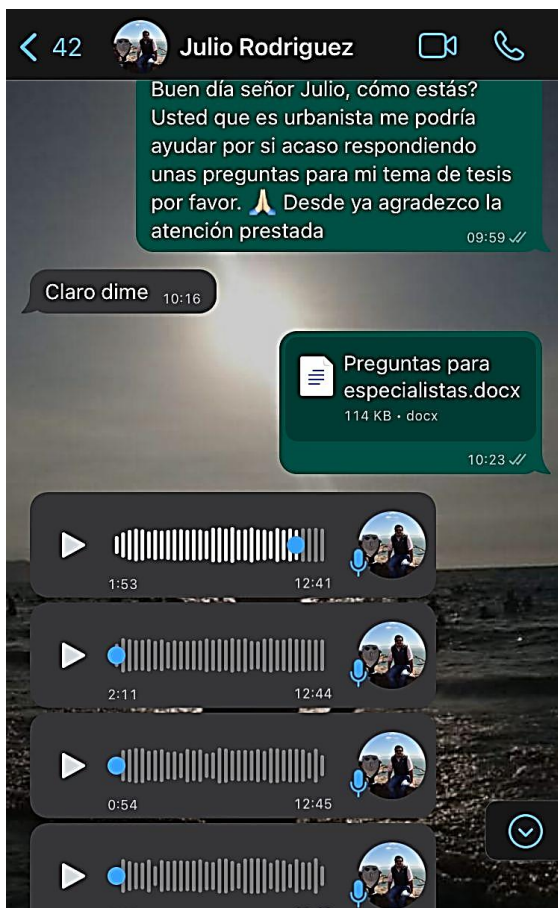 42
Julio Rodriguez
Buen día señor Julio, cómo estás?
Usted que es urbanista me podría
ayudar por si acaso respondiendo
unas preguntas para mi tema de tesis
por favor. 🙏🏻 Desde ya agradezco la
atención prestada
09:59
Claro dime
10:16
Preguntas para
especialistas.docx
114 KB • docx
10:23
1:53
12:41
2:11
12:44
0:54
12:45